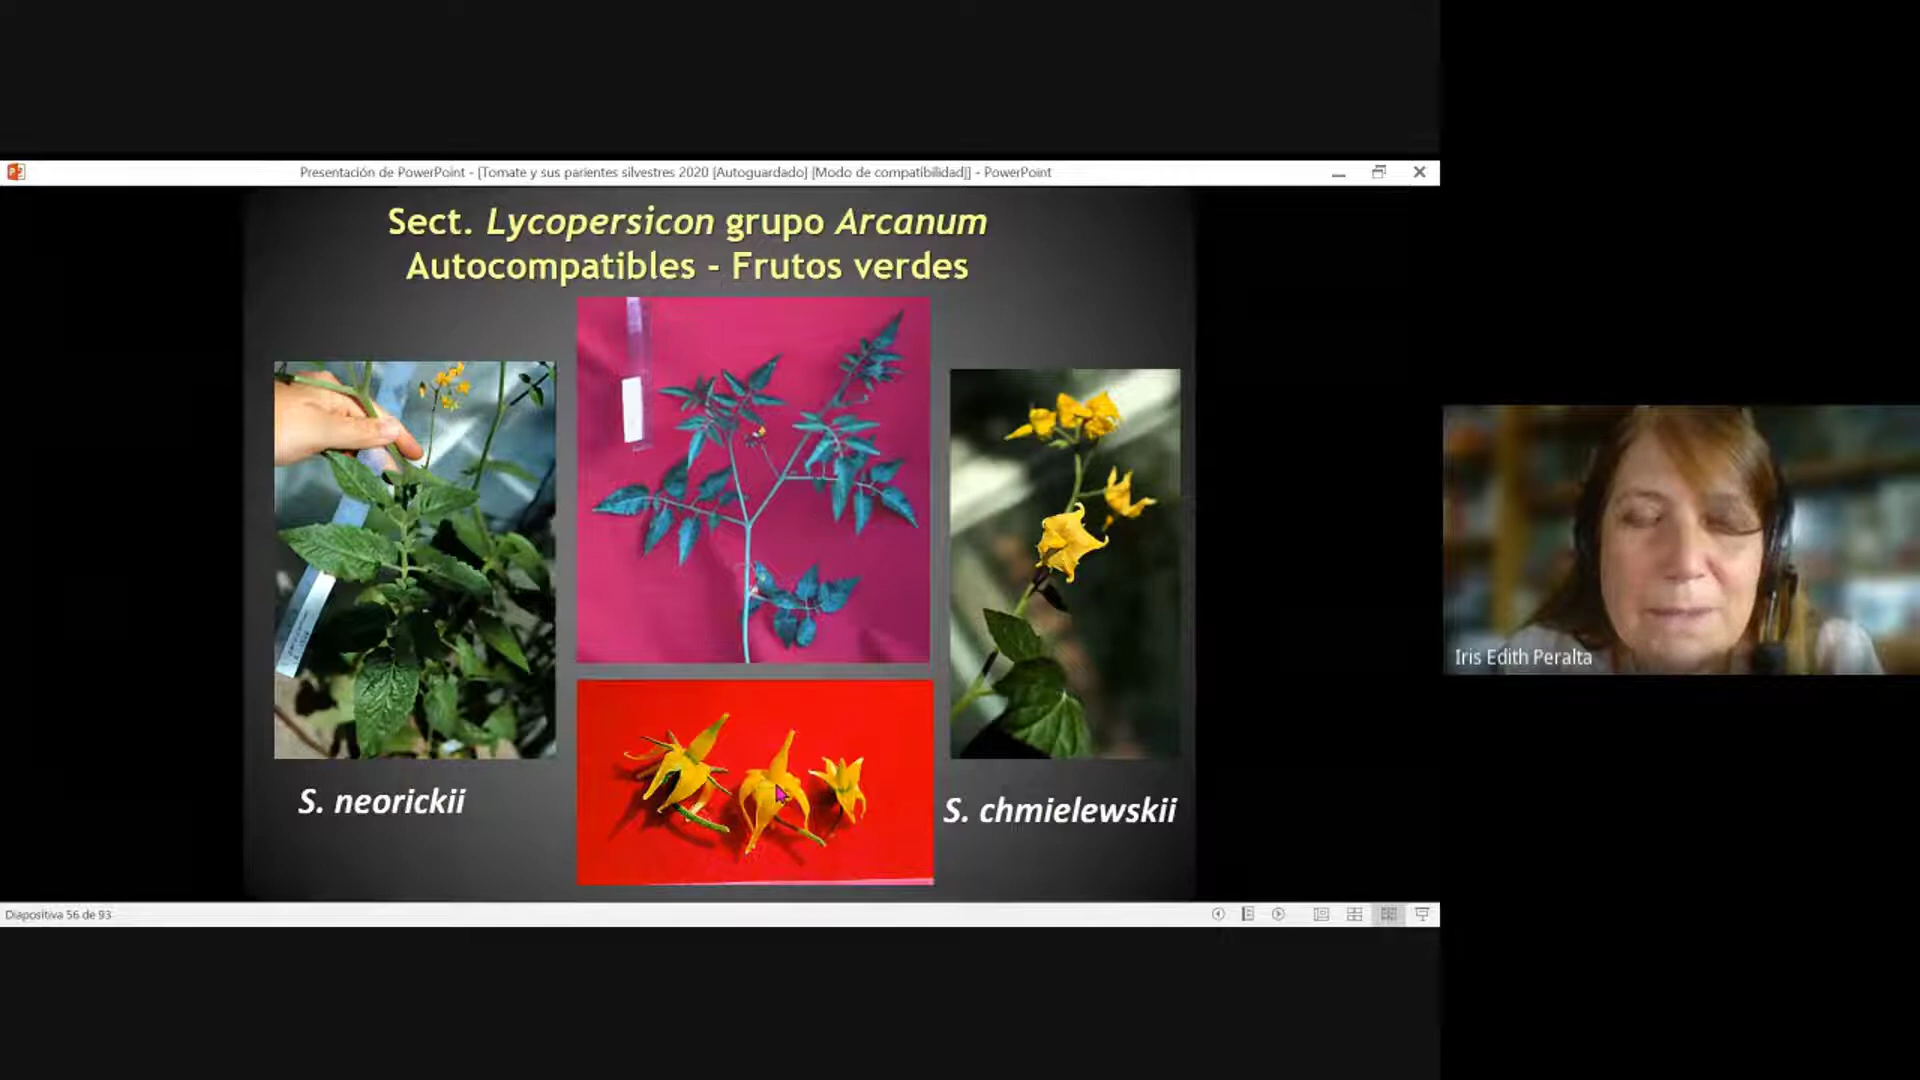 Presentación de PowerPoint - [Tomate y sus parientes silvestres 2020 [Autoguardado] [Modo de compatibilidad]] - PowerPoint
Sect. Lycopersicon grupo Arcanum
Autocompatibles - Frutos verdes
S. neorickii
S. chmielewskii
Iris Edith Peralta
Diapositiva 56 de 93